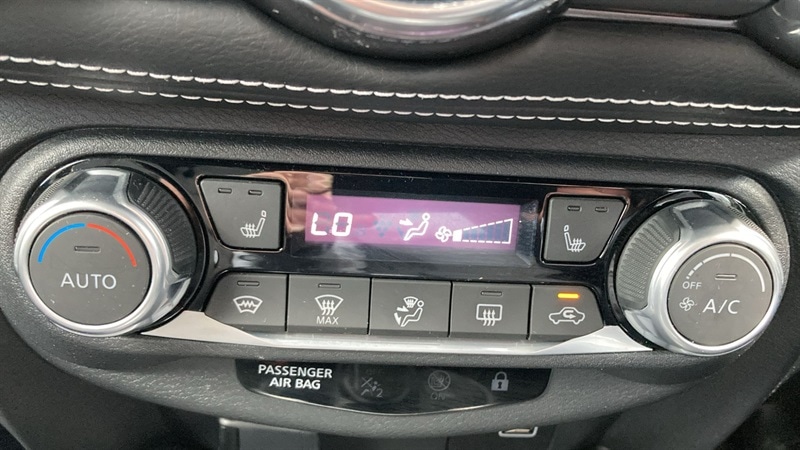 LO
AUTO
MAX
OFF
A/C
PASSENGER
AIR BAG